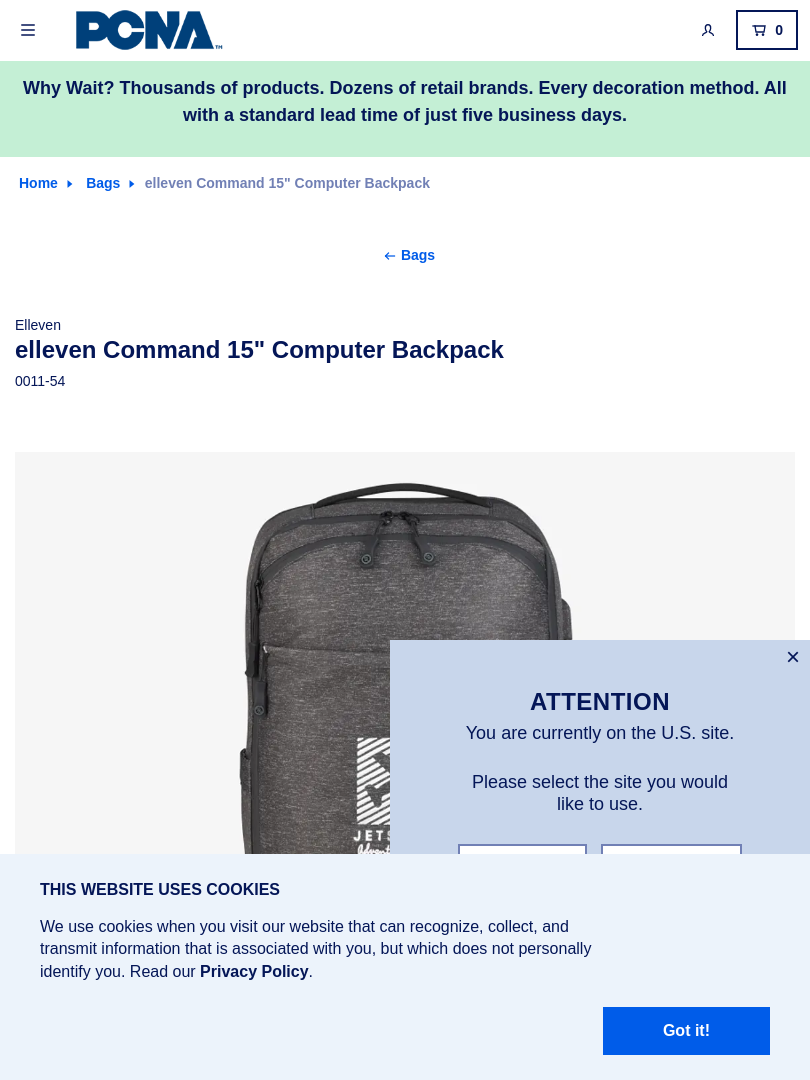 PCNA™
0
Why Wait? Thousands of products. Dozens of retail brands. Every decoration method. All
with a standard lead time of just five business days.
Home
Bags
elleven Command 15" Computer Backpack
Bags
Elleven
elleven Command 15" Computer Backpack
0011-54
ATTENTION
You are currently on the U.S. site.
Please select the site you would
like to use.
JETS
THIS WEBSITE USES COOKIES
We use cookies when you visit our website that can recognize, collect, and
transmit information that is associated with you, but which does not personally
identify you. Read our Privacy Policy.
Got it!